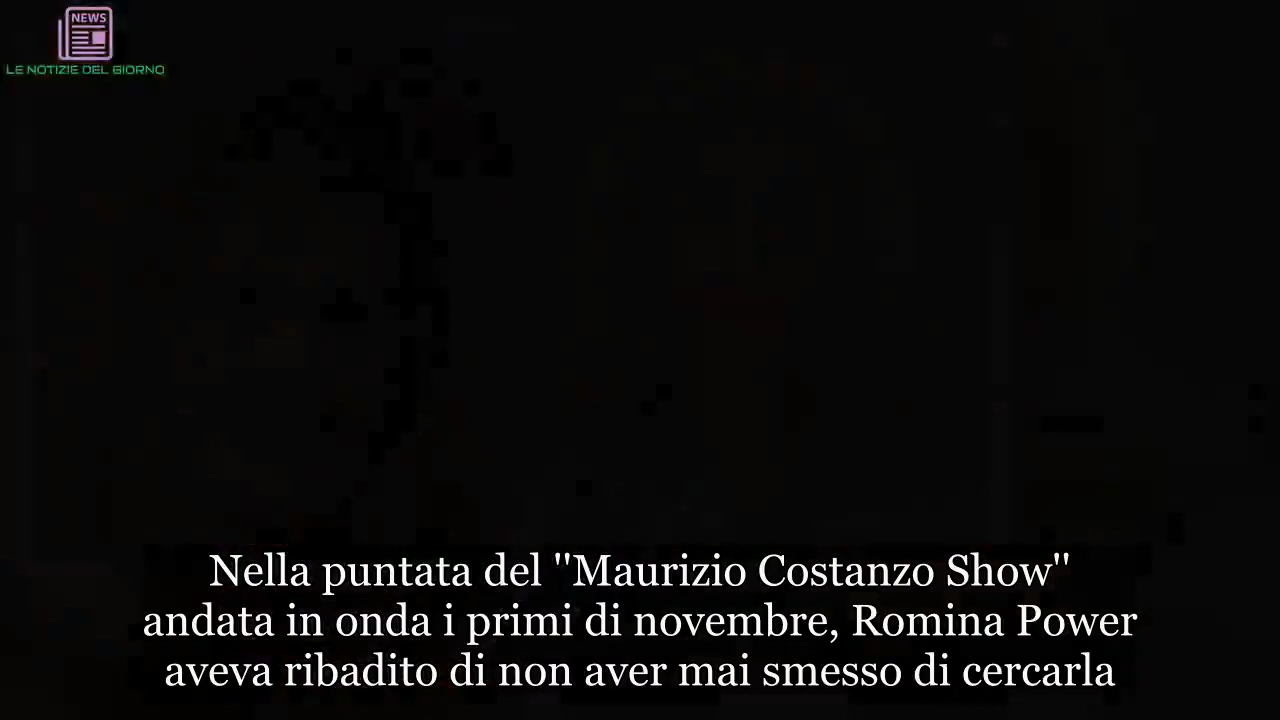 NEWS
LE NOTIZIE DEL GIORNO
Nella puntata del "Maurizio Costanzo Show"
andata in onda i primi di novembre, Romina Power
aveva ribadito di non aver mai smesso di cercarla